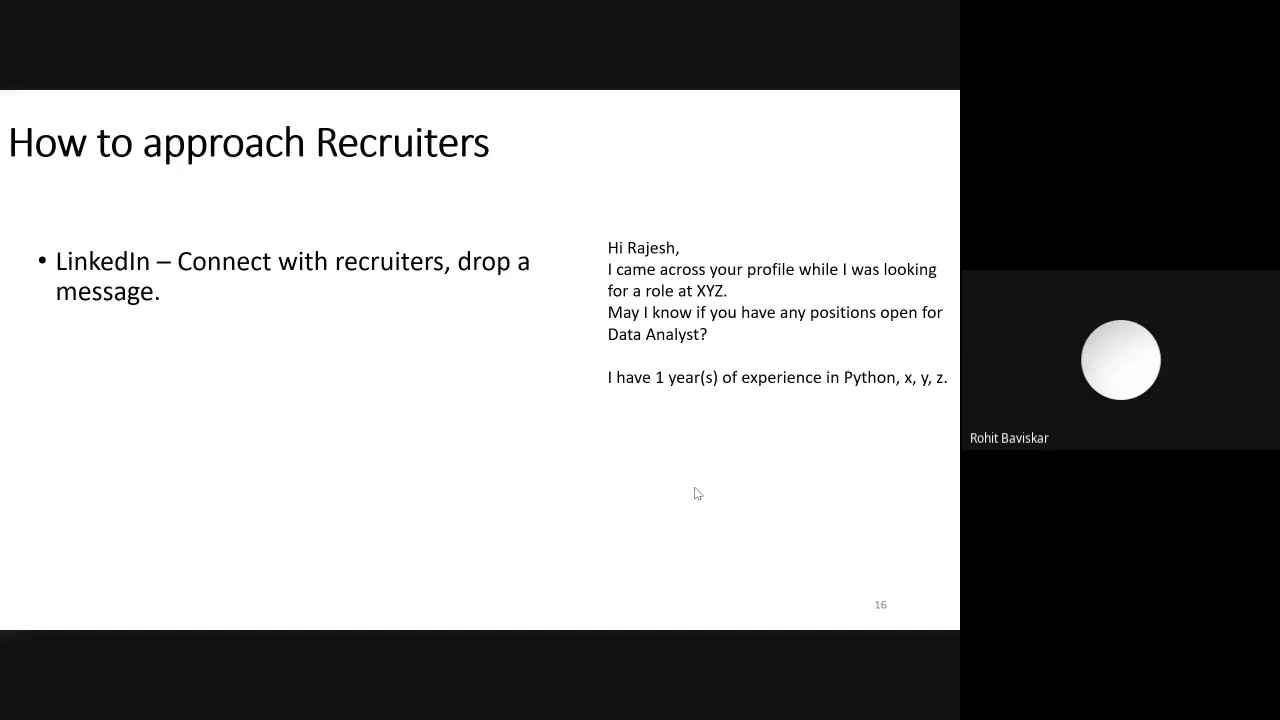 How to approach Recruiters
• LinkedIn – Connect with recruiters, drop a
message.
Hi Rajesh,
I came across your profile while I was looking
for a role at XYZ.
May I know if you have any positions open for
Data Analyst?
I have 1 year(s) of experience in Python, x, y, z.
16
Rohit Baviskar